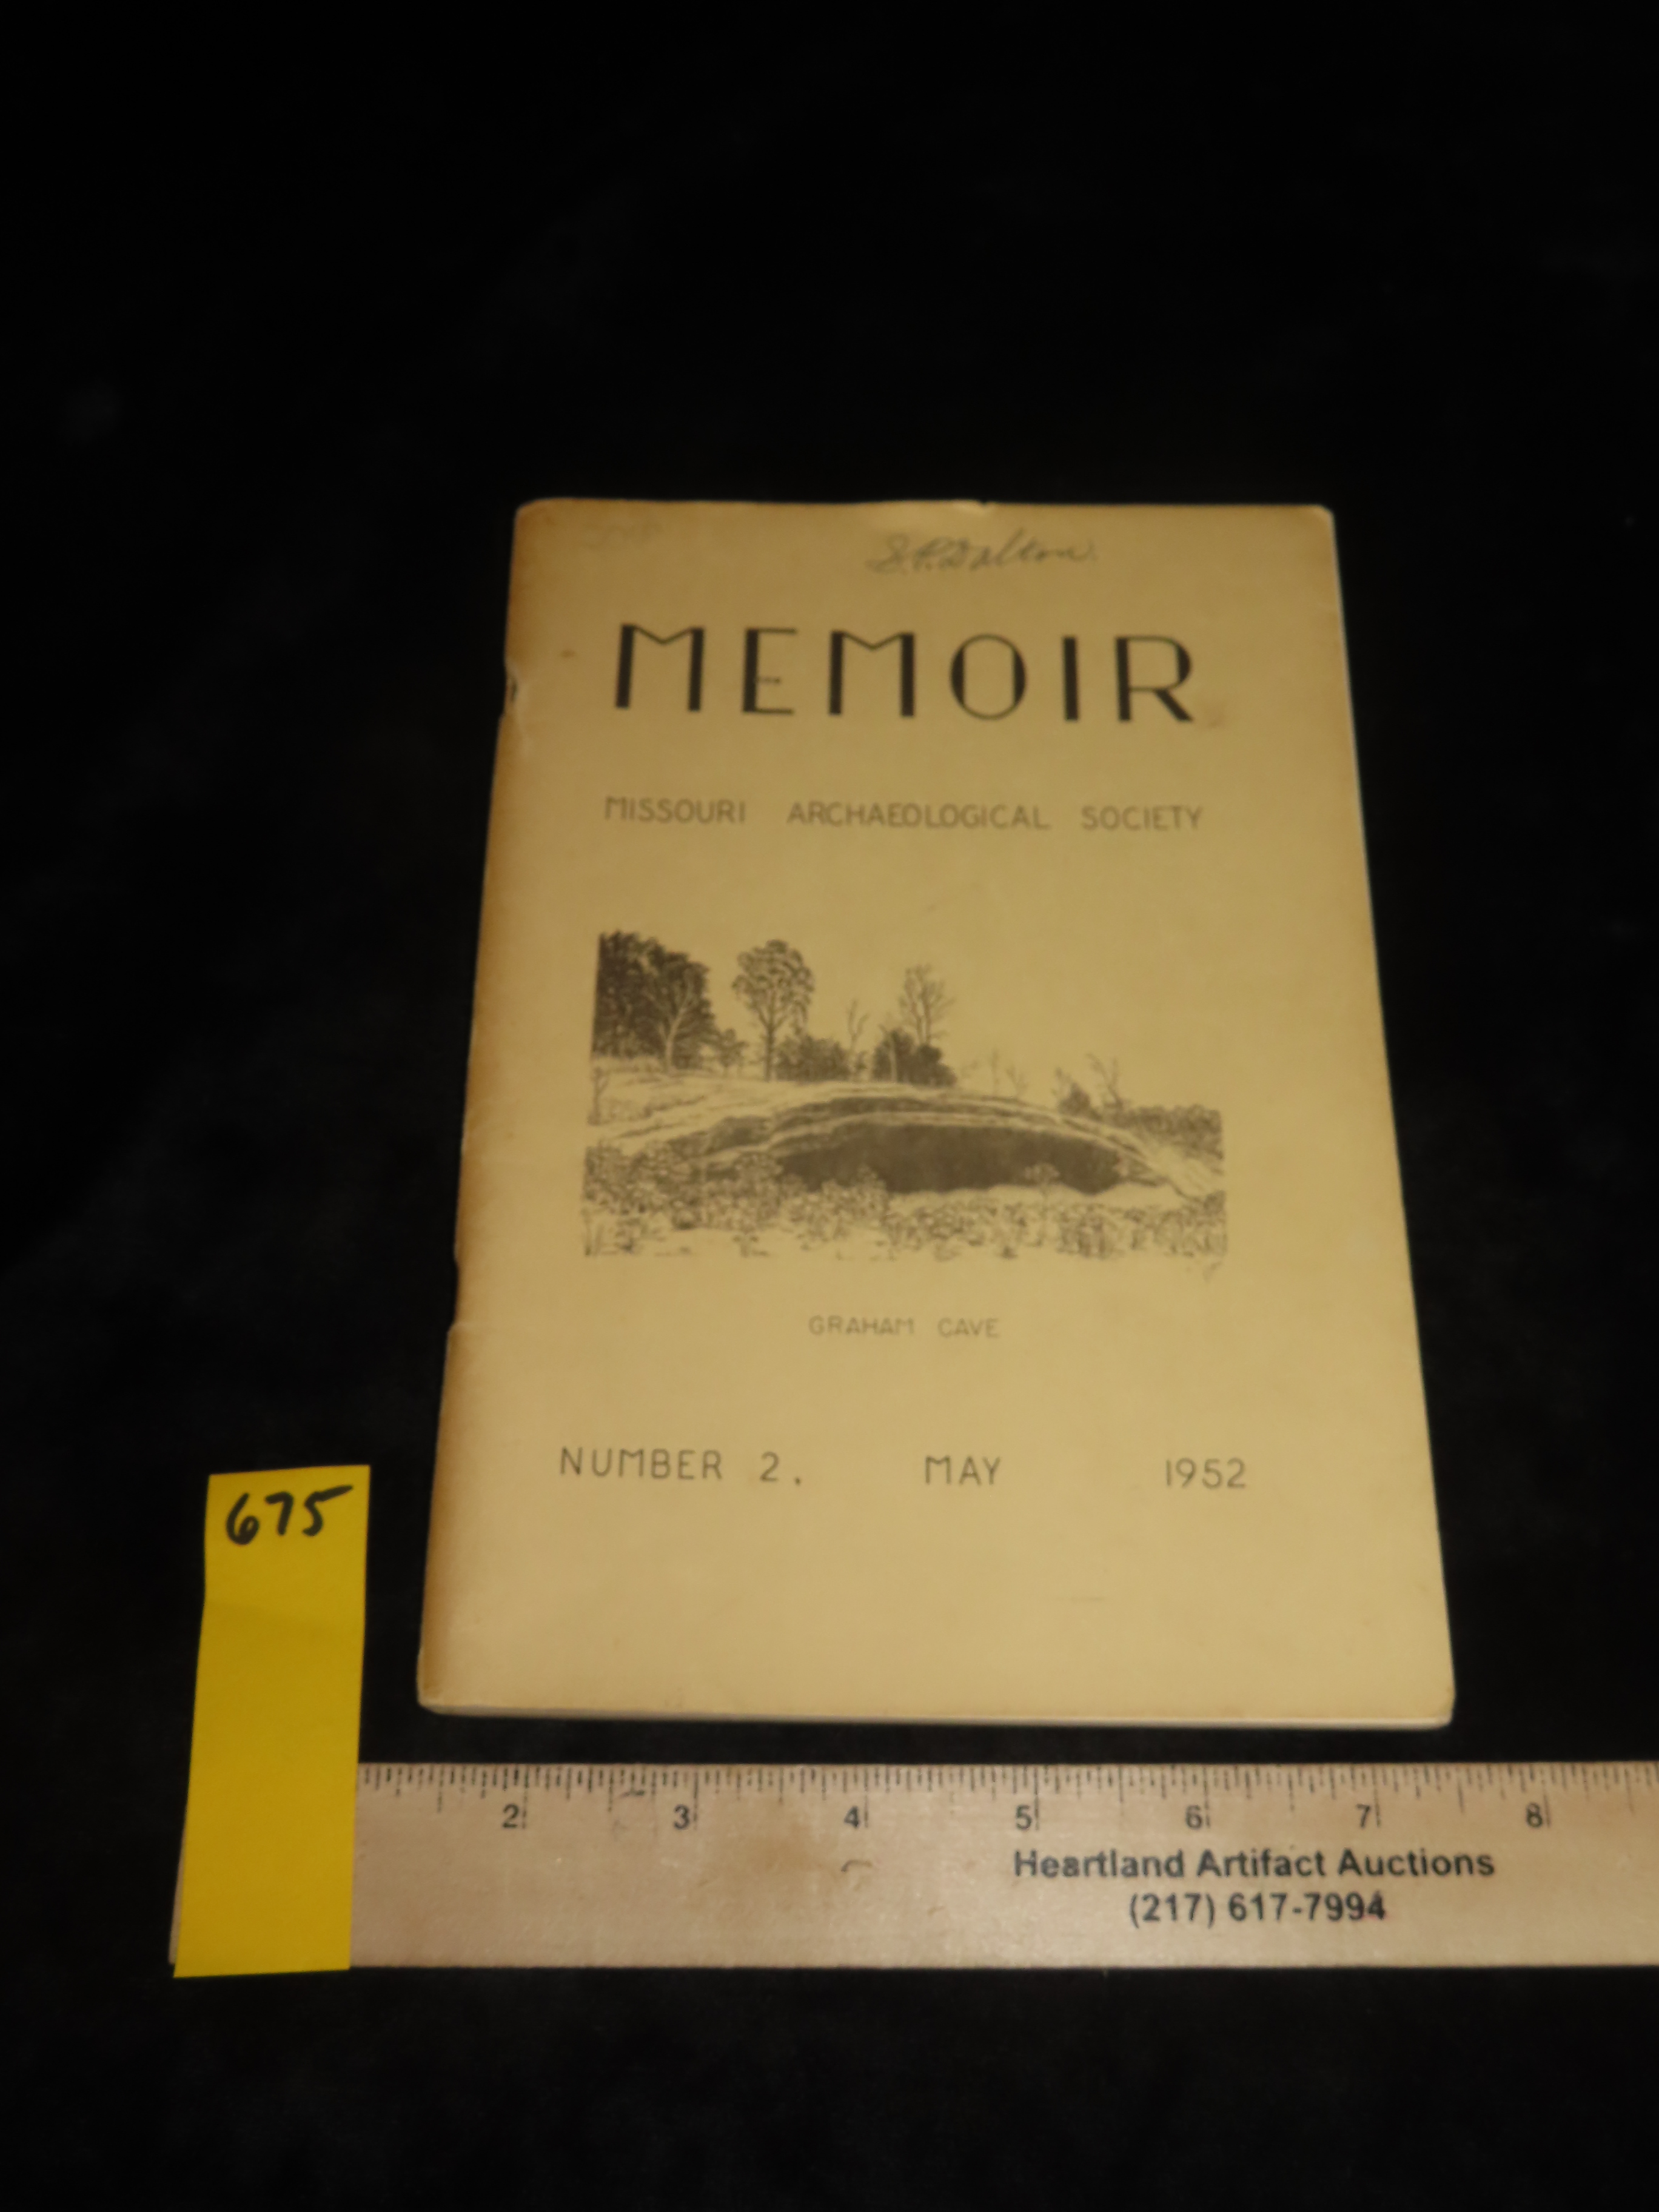 S.P. Dalton
MEMOIR
MISSOURI ARCHAEOLOGICAL SOCIETY
GRAHAM CAVE
NUMBER 2. MAY 1952
675
2 3 4 5 6 7 8
Heartland Artifact Auctions
(217) 617-7994